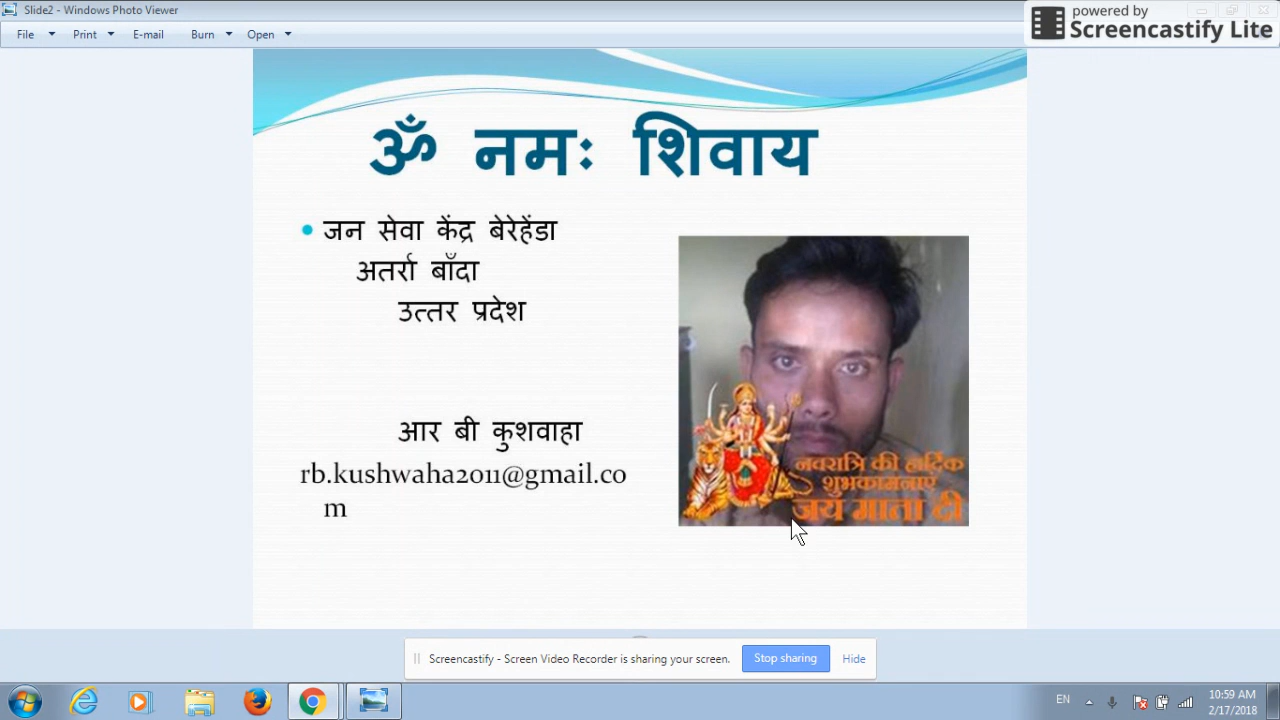 Slide2 - Windows Photo Viewer
powered by
Screencastify Lite
File Print E-mail Burn Open
ॐ नमः शिवाय
जन सेवा केंद्र बेरेहेंडा
अतर्रा बाँदा
उत्तर प्रदेश
आर बी कुशवाहा
rb.kushwaha2011@gmail.co
m
नवरात्रि की हार्दिक
शुभकामनाएं
जय माता दी
Screencastify - Screen Video Recorder is sharing your screen. Stop sharing Hide
EN
10:59 AM
2/17/2018